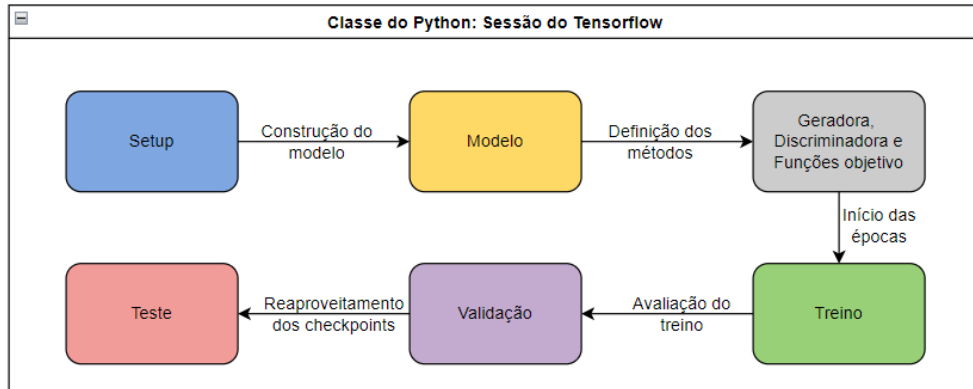 Classe do Python: Sessão do Tensorflow
Setup
Construção do
modelo
Modelo
Definição dos
métodos
Geradora,
Discriminadora e
Funções objetivo
Início das
épocas
Treino
Avaliação do
treino
Validação
Reaproveitamento
dos checkpoints
Teste